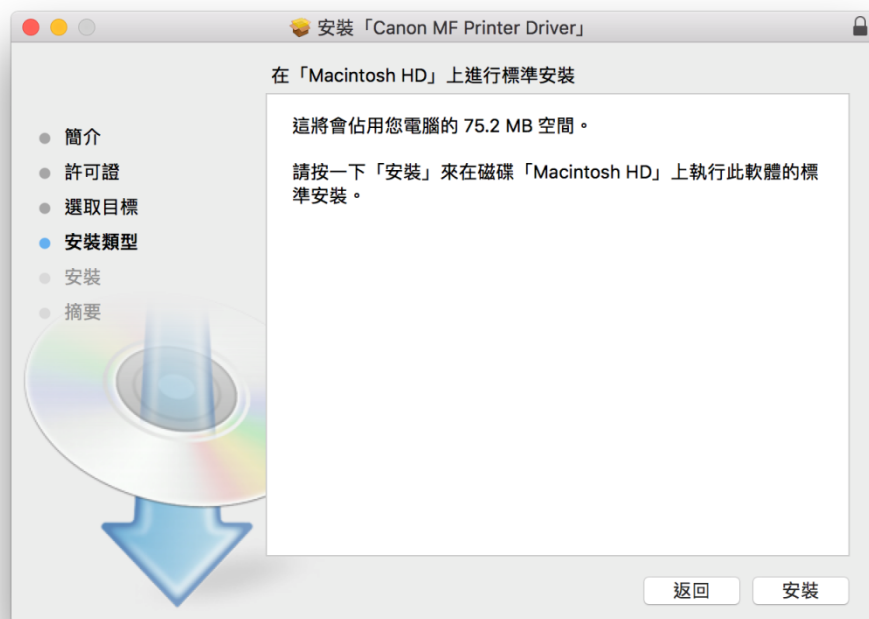 安裝「Canon MF Printer Driver」
在「Macintosh HD」上進行標準安裝
簡介
許可證
選取目標
安裝類型
安裝
摘要
這將會佔用您電腦的 75.2 MB 空間。
請按一下「安裝」來在磁碟「Macintosh HD」上執行此軟體的標
準安裝。
返回
安裝